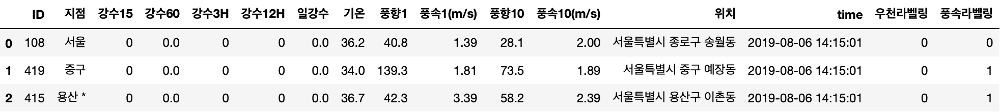 ID 지점 강수15 강수60 강수3H 강수12H 일강수 기온 풍향1 풍속1(m/s) 풍향10 풍속10(m/s) 위치 time 우천라벨링 풍속라벨링
0 108 서울 0 0.0 0 0 0.0 36.2 40.8 1.39 28.1 2.00 서울특별시 종로구 송월동 2019-08-06 14:15:01 0 0
1 419 중구 0 0.0 0 0 0.0 34.0 139.3 1.81 73.5 1.89 서울특별시 중구 예장동 2019-08-06 14:15:01 0 1
2 415 용산 * 0 0.0 0 0 0.0 36.7 42.3 3.39 58.2 2.39 서울특별시 용산구 이촌동 2019-08-06 14:15:01 0 1